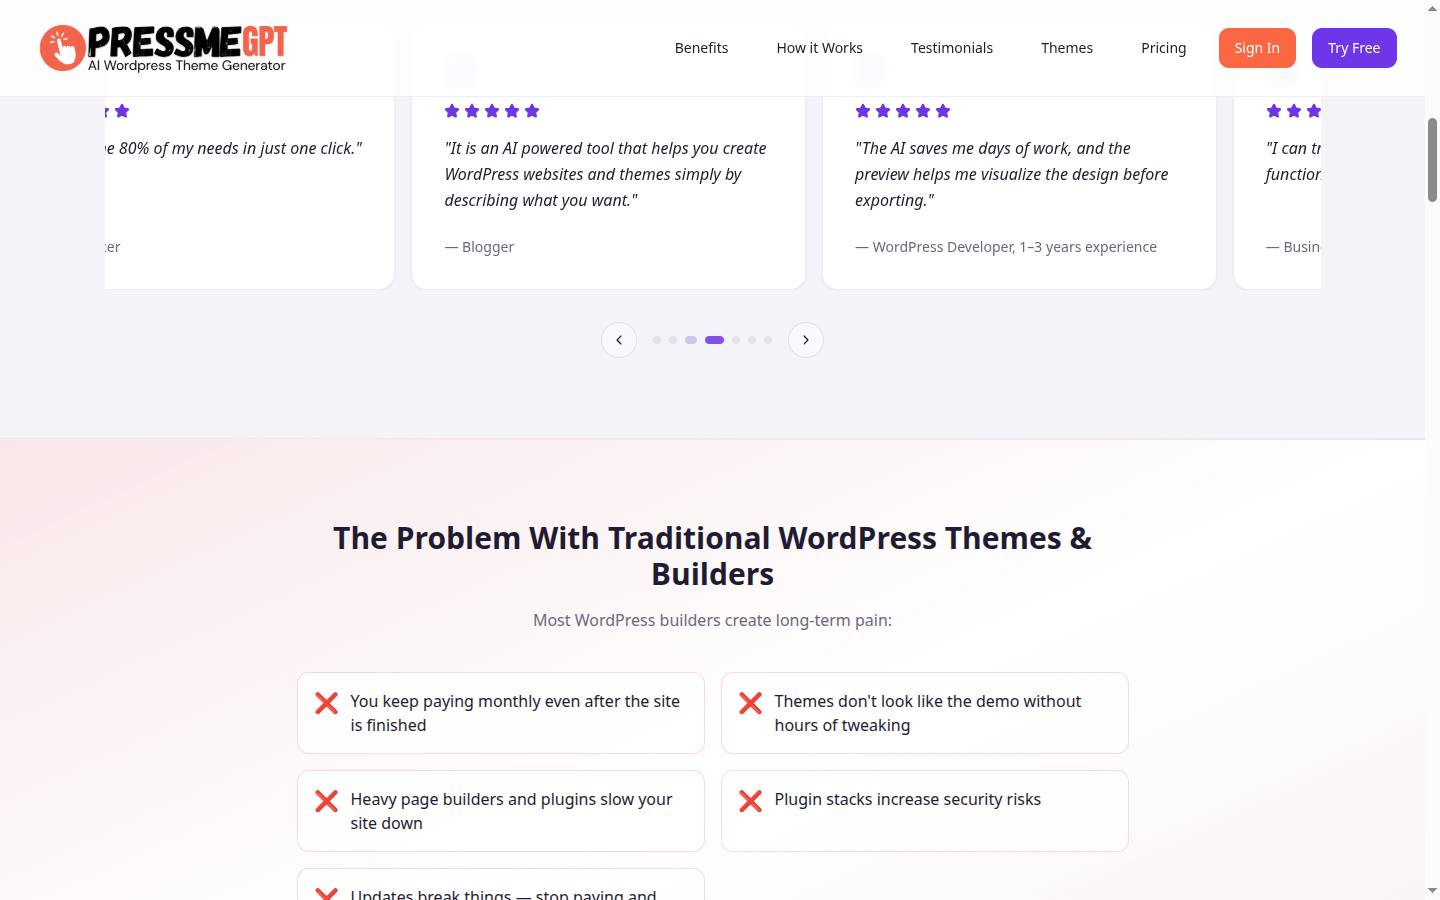 PRESSMEGPT
AI Wordpress Theme Generator
Benefits
How it Works
Testimonials
Themes
Pricing
Sign In
Try Free
80% of my needs in just one click."
"It is an AI powered tool that helps you create
WordPress websites and themes simply by
describing what you want."
— Blogger
"The AI saves me days of work, and the
preview helps me visualize the design before
exporting."
— WordPress Developer, 1–3 years experience
"I can
The Problem With Traditional WordPress Themes &
Builders
Most WordPress builders create long-term pain:
You keep paying monthly even after the site
is finished
Themes don't look like the demo without
hours of tweaking
Heavy page builders and plugins slow your
site down
Plugin stacks increase security risks
Updates break things — stop paying and